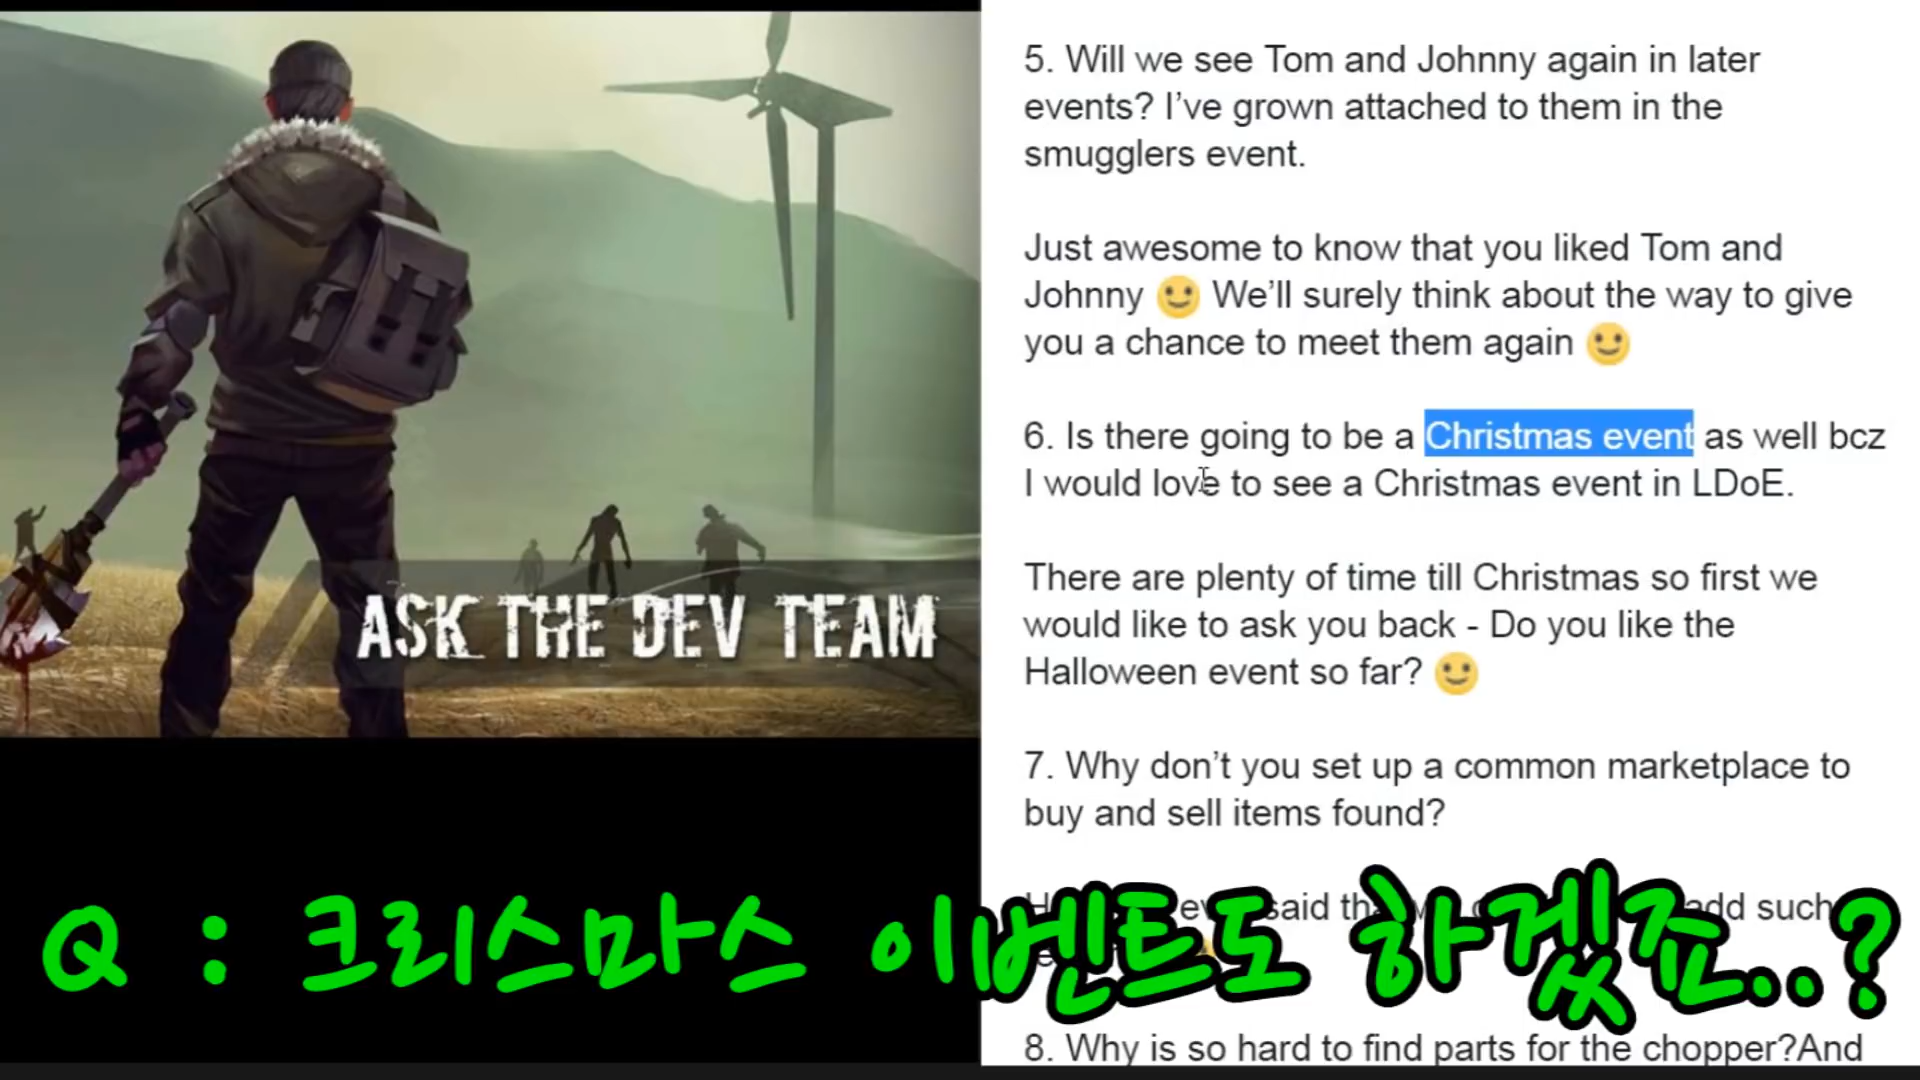 ASK THE DEV TEAM
5. Will we see Tom and Johnny again in later
events? I’ve grown attached to them in the
smugglers event.
Just awesome to know that you liked Tom and
Johnny 🙂 We’ll surely think about the way to give
you a chance to meet them again 🙂
6. Is there going to be a Christmas event as well bcz
I would love to see a Christmas event in LDoE.
There are plenty of time till Christmas so first we
would like to ask you back - Do you like the
Halloween event so far? 🙂
7. Why don’t you set up a common marketplace to
buy and sell items found?
said add such
Q : 크리스마스 이벤트도 하겠죠..?
8. Why is so hard to find parts for the chopper?And